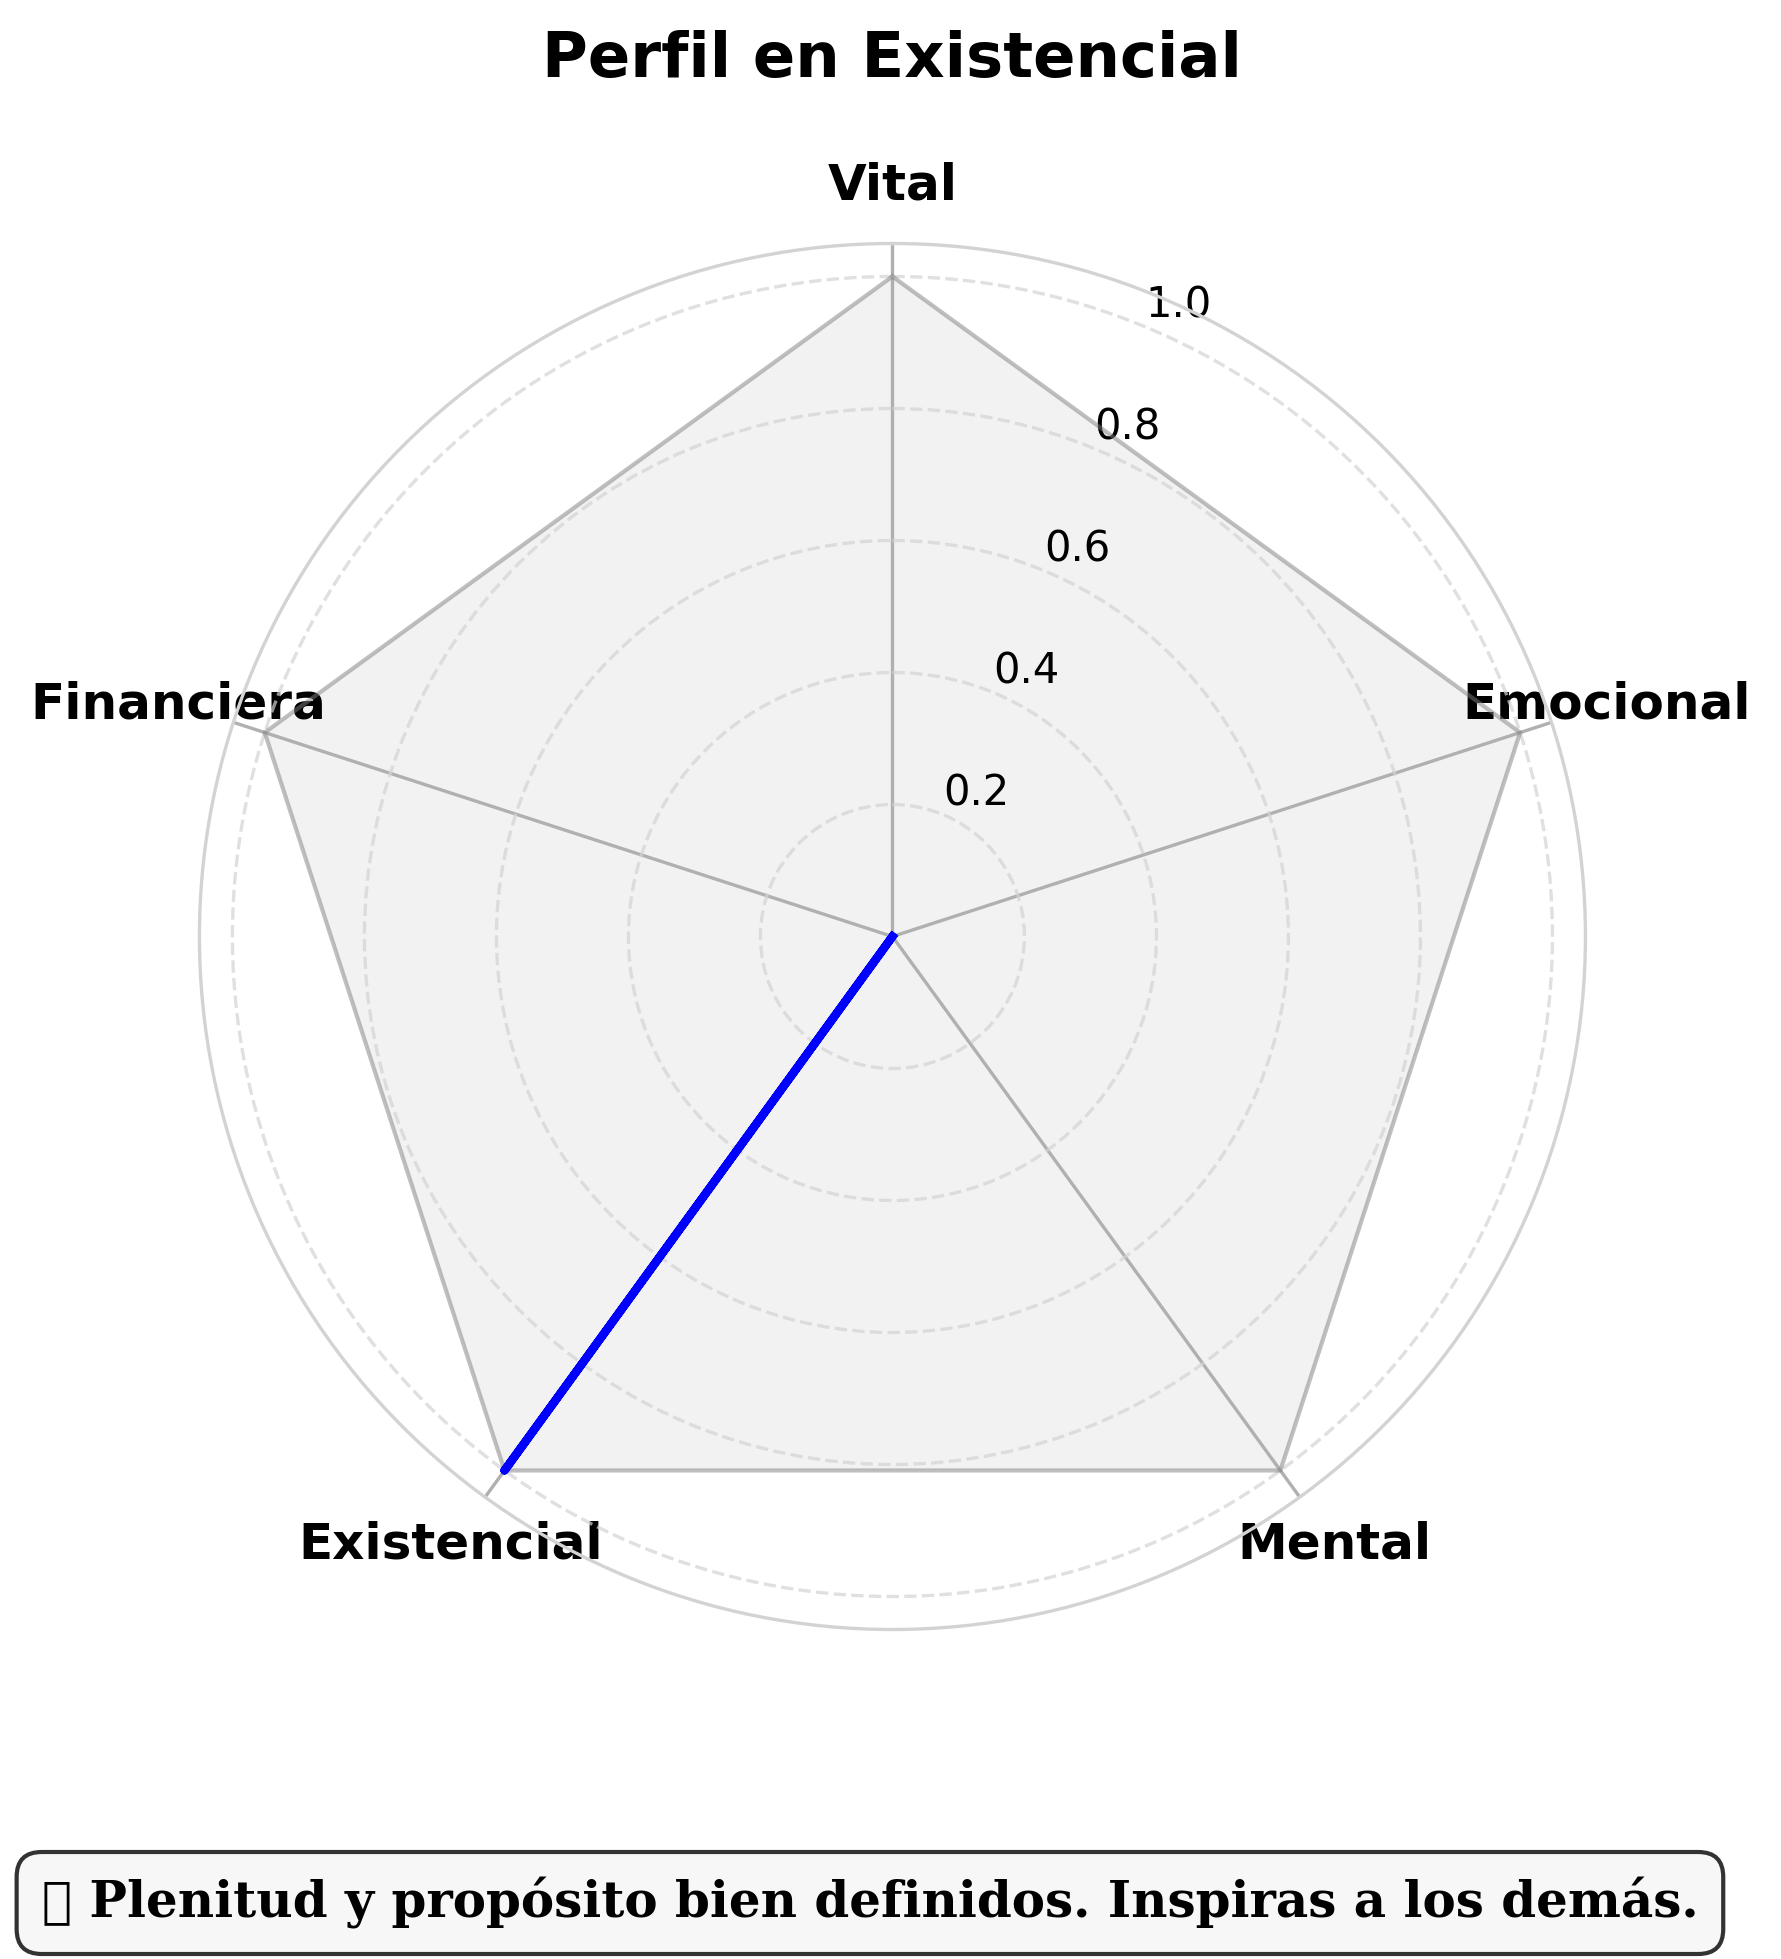 Perfil en Existencial
Vital
1.0
0.8
0.6
0.4
0.2
Financiera
Emocional
Existencial
Mental
Plenitud y propósito bien definidos. Inspiras a los demás.